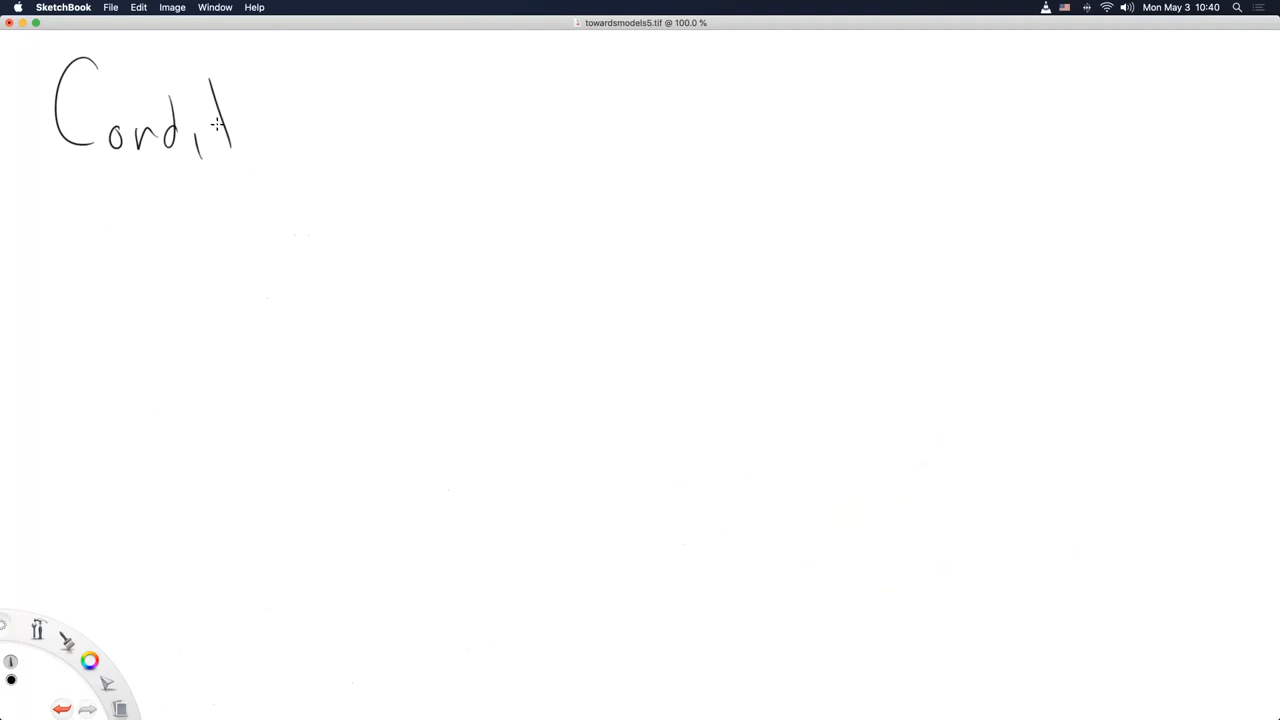 SketchBook File Edit Image Window Help Mon May 3 10:40
towardsmodels5.tif @ 100.0 %
Condit